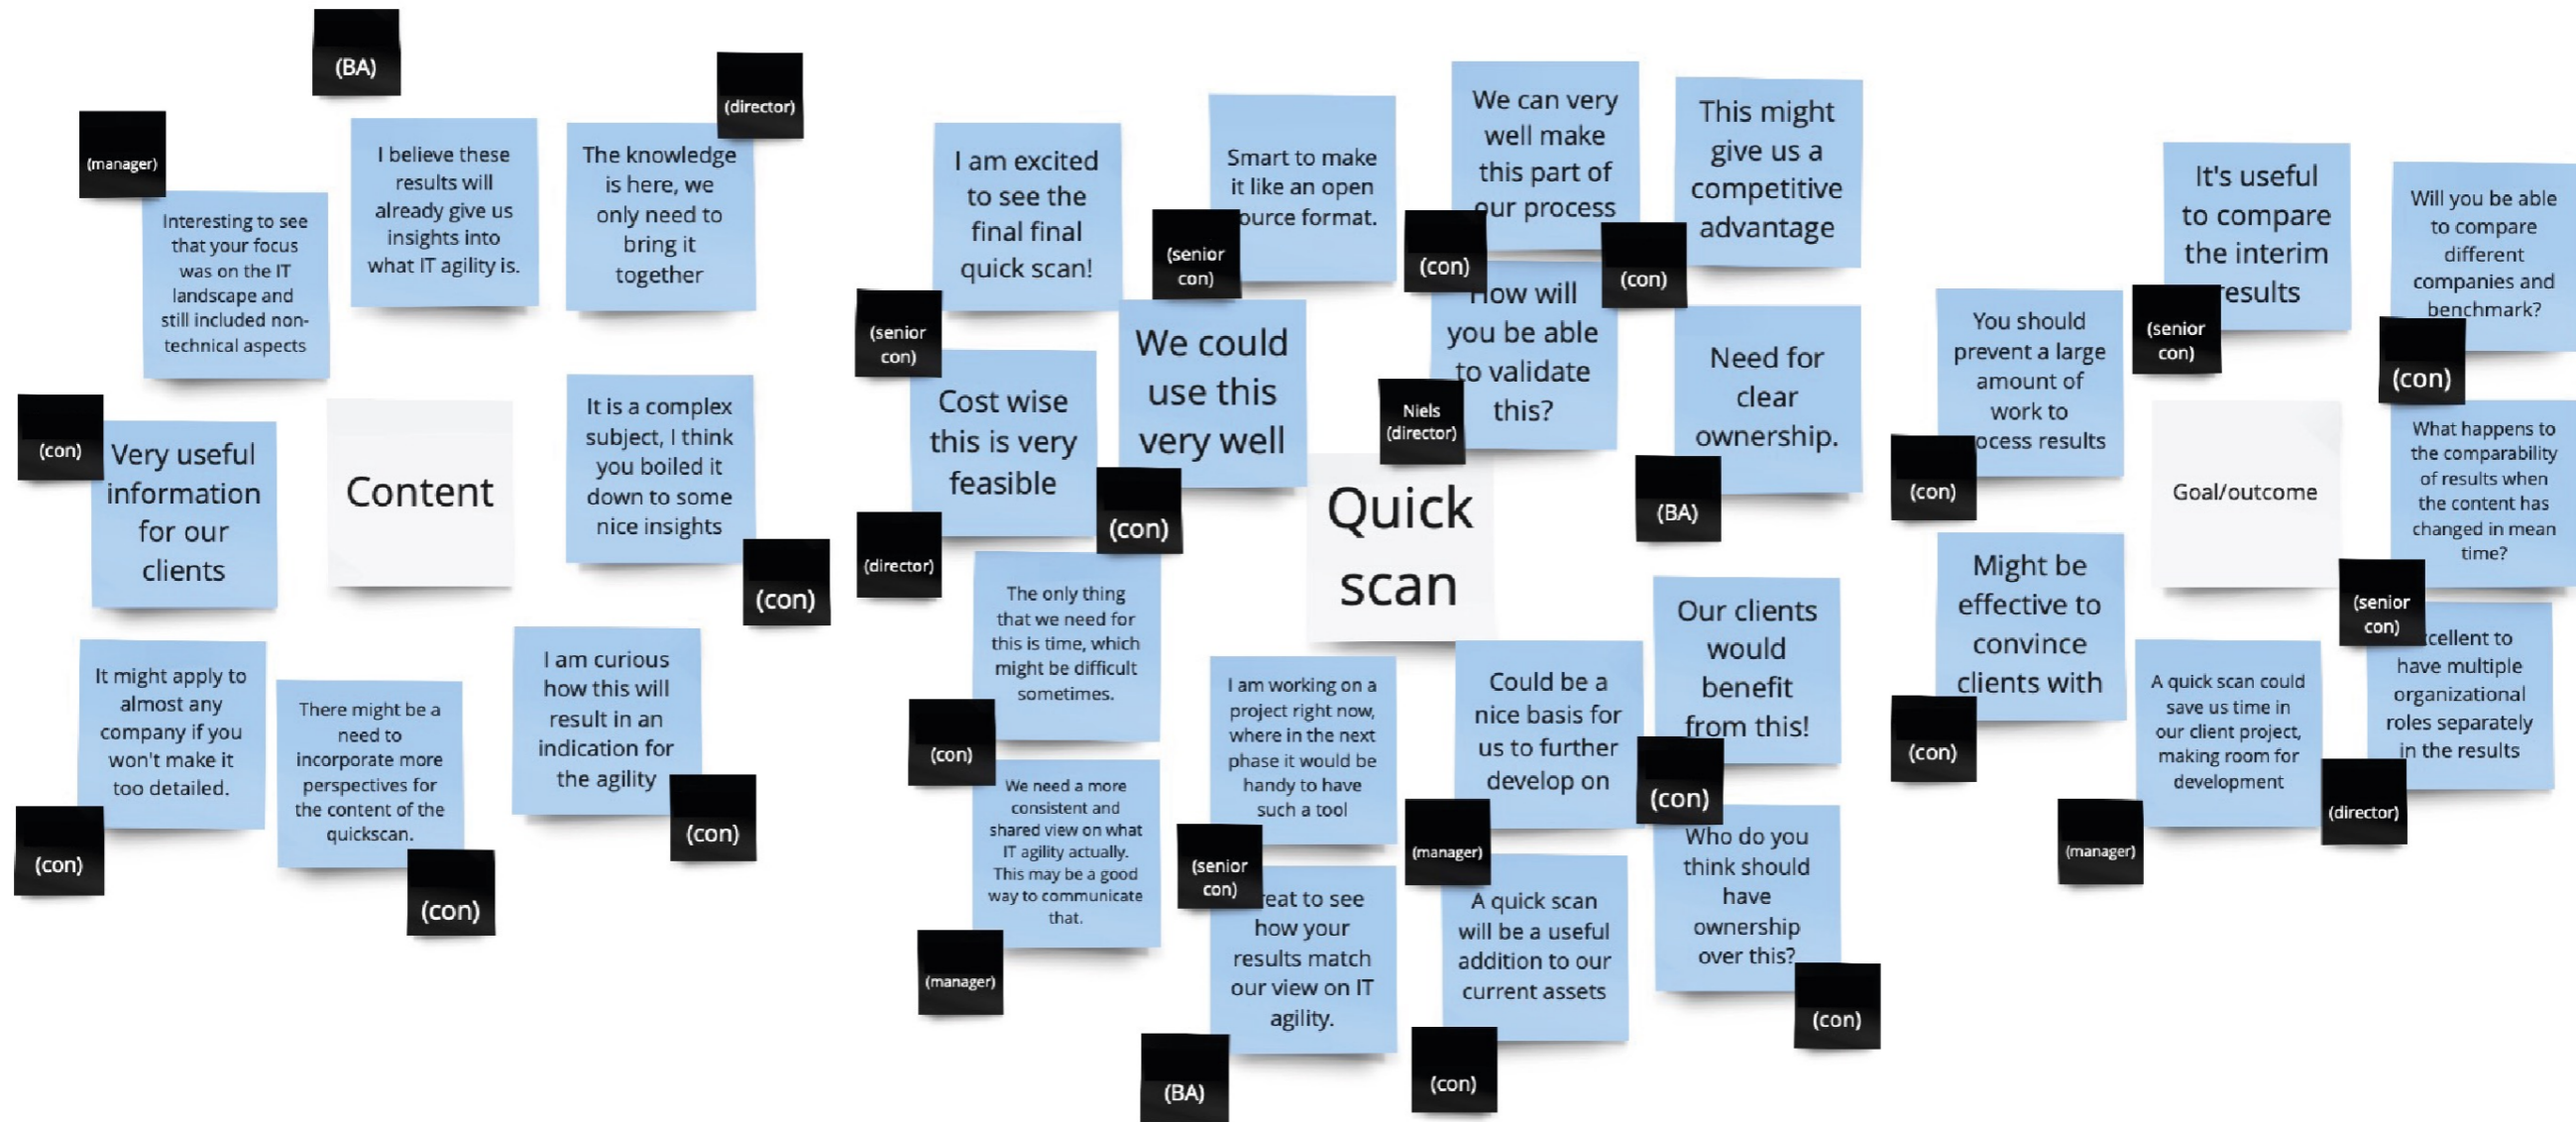 (BA)
(director)
(manager)
I believe these
results will
already give us
insights into
what IT agility is.
The knowledge
is here, we
only need to
bring it
together
Interesting to see
that your focus
was on the IT
landscape and
still included non-
technical aspects
(con)
Very useful
information
for our
clients
Content
It is a complex
subject, I think
you boiled it
down to some
nice insights
(con)
It might apply to
almost any
company if you
won't make it
too detailed.
(con)
There might be a
need to
incorporate more
perspectives for
the content of the
quickscan.
(con)
I am curious
how this will
result in an
indication for
the agility
(con)
I am excited
to see the
final final
quick scan!
(senior
con)
Smart to make
it like an open
ource format.
(senior
con)
We can very
well make
this part of
our process
(con)
This might
give us a
competitive
advantage
(con)
Cost wise
this is very
feasible
(director)
We could
use this
very well
(con)
How will
you be able
to validate
this?
Niels
(director)
Need for
clear
ownership.
(BA)
Quick
scan
The only thing
that we need for
this is time, which
might be difficult
sometimes.
(con)
We need a more
consistent and
shared view on what
IT agility actually.
This may be a good
way to communicate
that.
(manager)
I am working on a
project right now,
where in the next
phase it would be
handy to have
such a tool
(senior
con)
reat to see
how your
results match
our view on IT
agility.
(BA)
Could be a
nice basis for
us to further
develop on
(manager)
A quick scan
will be a useful
addition to our
current assets
(con)
Our clients
would
benefit
from this!
(con)
Who do you
think should
have
ownership
over this?
(con)
It's useful
to compare
the interim
results
(senior
con)
Will you be able
to compare
different
companies and
benchmark?
(con)
You should
prevent a large
amount of
work to
ocess results
(con)
Goal/outcome
What happens to
the comparability
of results when
the content has
changed in mean
time?
(senior
con)
Might be
effective to
convince
clients with
(con)
A quick scan could
save us time in
our client project,
making room for
development
(manager)
cellent to
have multiple
organizational
roles separately
in the results
(director)